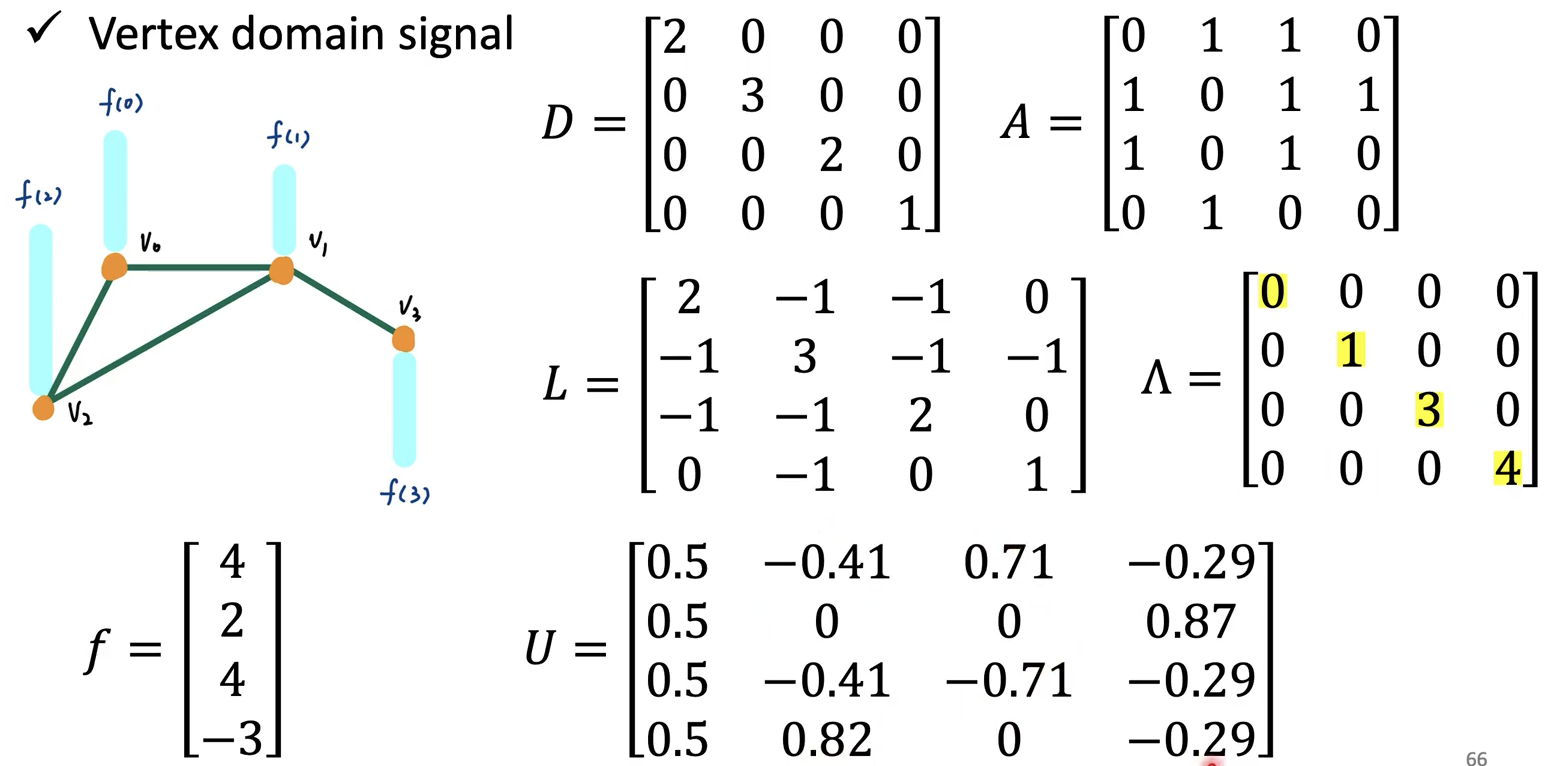 ✓ Vertex domain signal
f(0)
f(1)
f(2)
V₀
V₁
V₃
V₂
f(3)
D = [2 0 0 0
0 3 0 0
0 0 2 0
0 0 0 1]
A = [0 1 1 0
1 0 1 1
1 0 1 0
0 1 0 0]
L = [2 −1 −1 0
−1 3 −1 −1
−1 −1 2 0
0 −1 0 1]
Λ = [0 0 0 0
0 1 0 0
0 0 3 0
0 0 0 4]
f = [4
2
4
−3]
U = [0.5 −0.41 0.71 −0.29
0.5 0 0 0.87
0.5 −0.41 −0.71 −0.29
0.5 0.82 0 −0.29]
66